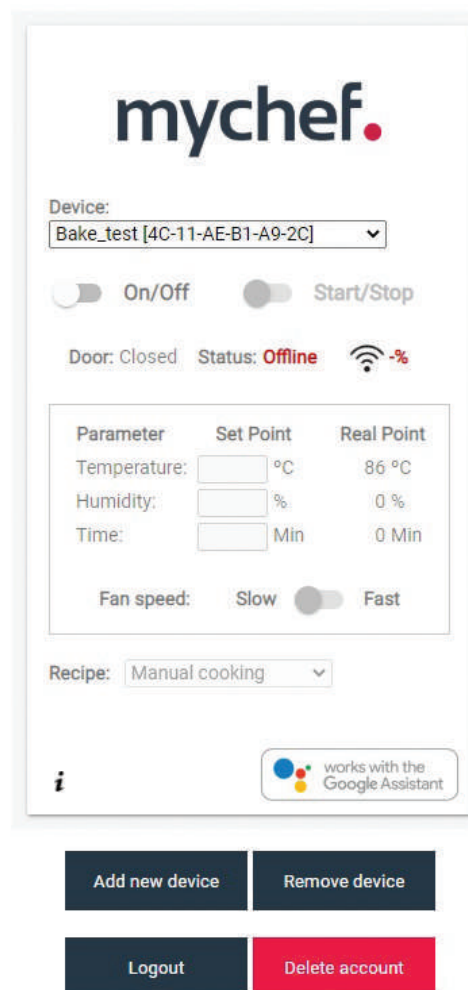 mychef.
Device:
Bake_test [4C-11-AE-B1-A9-2C]
On/Off Start/Stop
Door: Closed Status: Offline -%
Parameter Set Point Real Point
Temperature: ºC 86 ºC
Humidity: % 0 %
Time: Min 0 Min
Fan speed: Slow Fast
Recipe: Manual cooking
i works with the
Google Assistant
Add new device Remove device
Logout Delete account